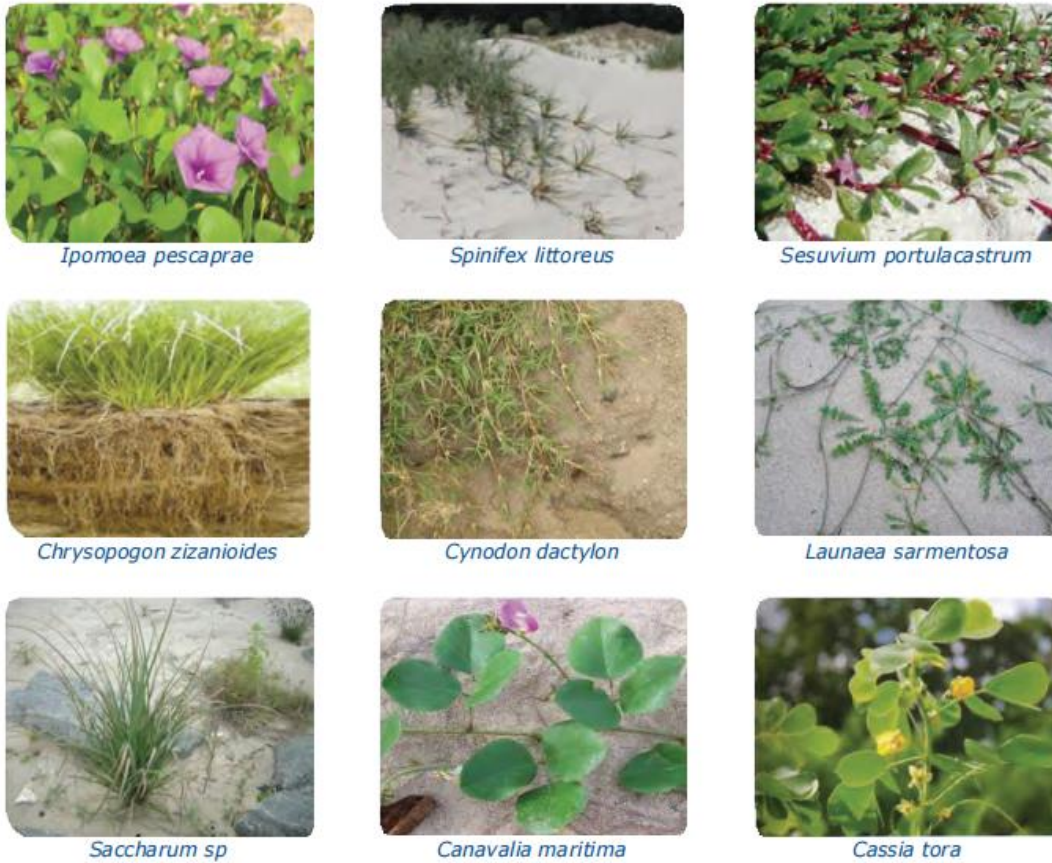 Ipomoea pescaprae
Spinifex littoreus
Sesuvium portulacastrum
Chrysopogon zizanioides
Cynodon dactylon
Launaea sarmentosa
Saccharum sp
Canavalia maritima
Cassia tora